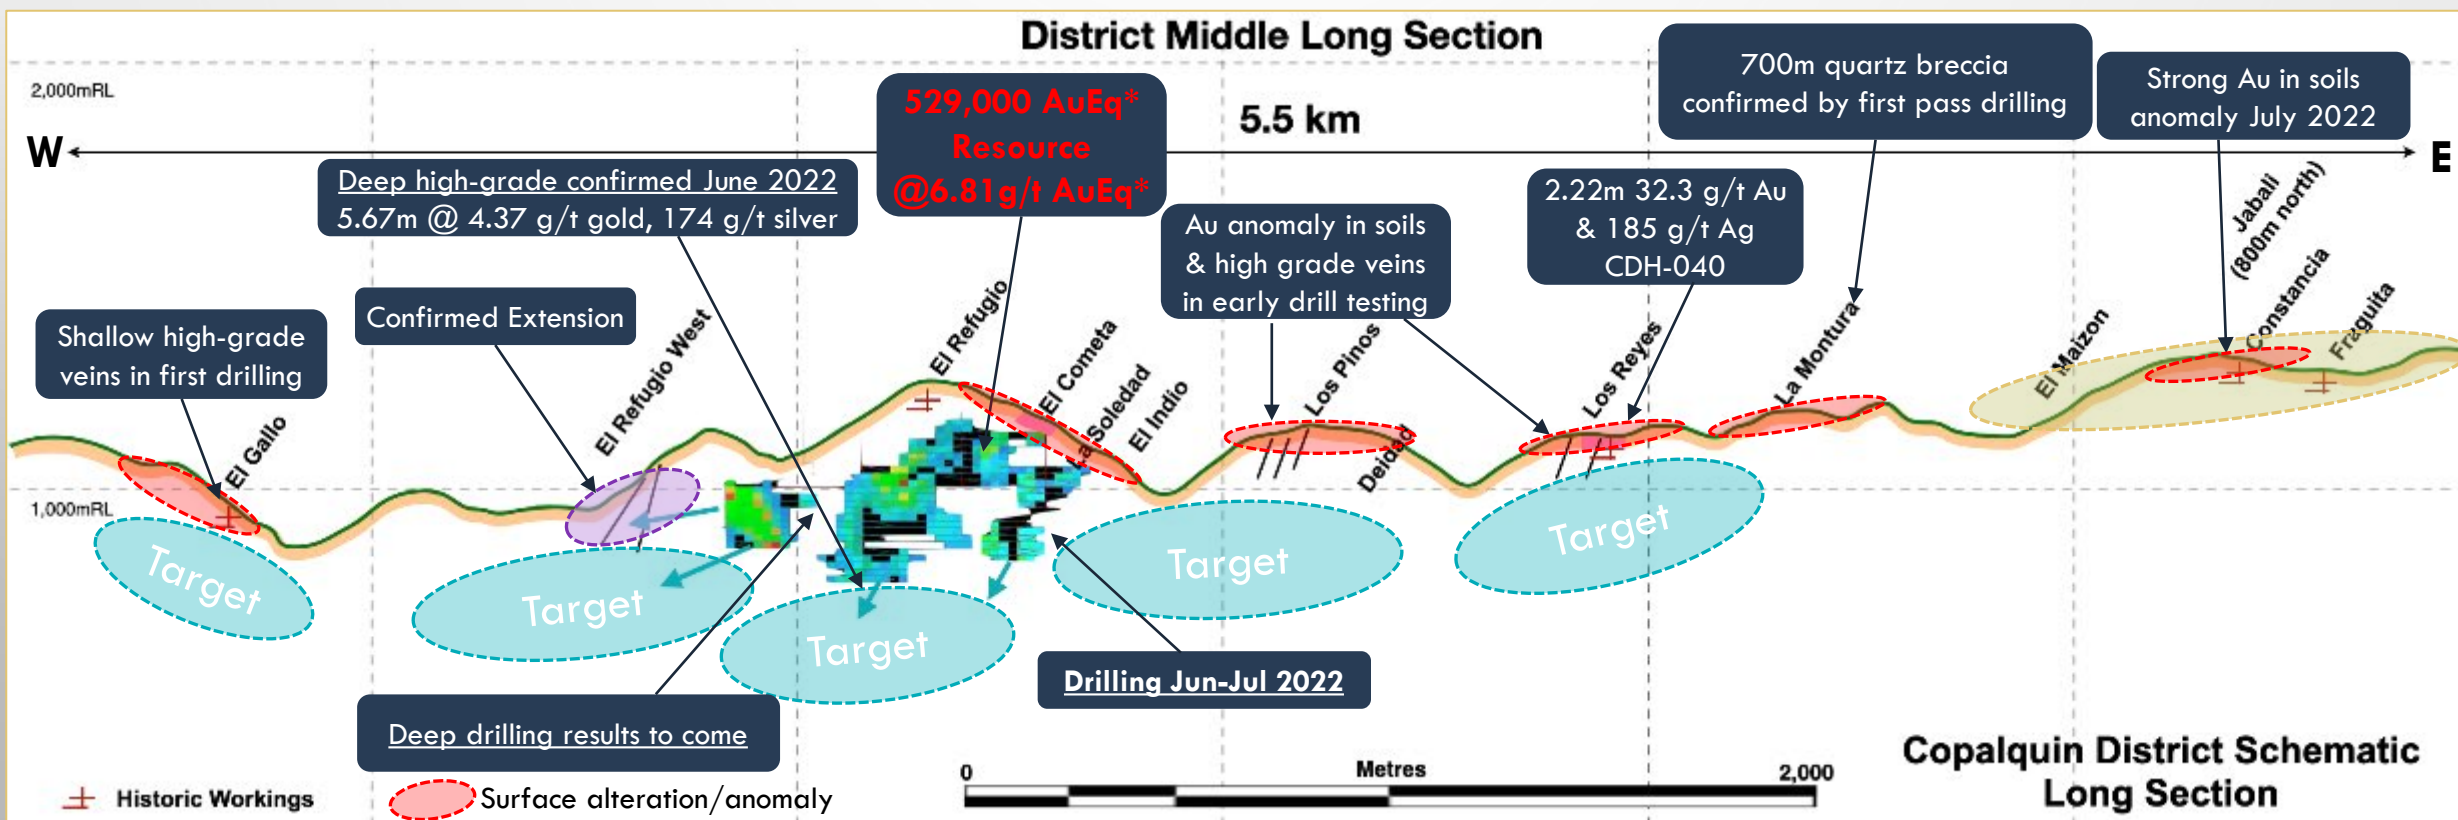 District Middle Long Section
2,000mRL
W
5.5 km
E
529,000 AuEq*
Resource
@6.81g/t AuEq*
700m quartz breccia
confirmed by first pass drilling
Strong Au in soils
anomaly July 2022
Deep high-grade confirmed June 2022
5.67m @ 4.37 g/t gold, 174 g/t silver
2.22m 32.3 g/t Au
& 185 g/t Ag
CDH-040
Au anomaly in soils
& high grade veins
in early drill testing
Confirmed Extension
Shallow high-grade
veins in first drilling
El Gallo
El Refugio West
El Refugio
El Cometa
La Soledad
El Indio
Los Pinos
Deidad
Los Reyes
La Montura
El Maizon
Jabali
(800m north)
Constancia
Fraguita
1,000mRL
Target
Target
Target
Target
Target
Drilling Jun-Jul 2022
Deep drilling results to come
Historic Workings
Surface alteration/anomaly
0
Metres
2,000
Copalquin District Schematic
Long Section